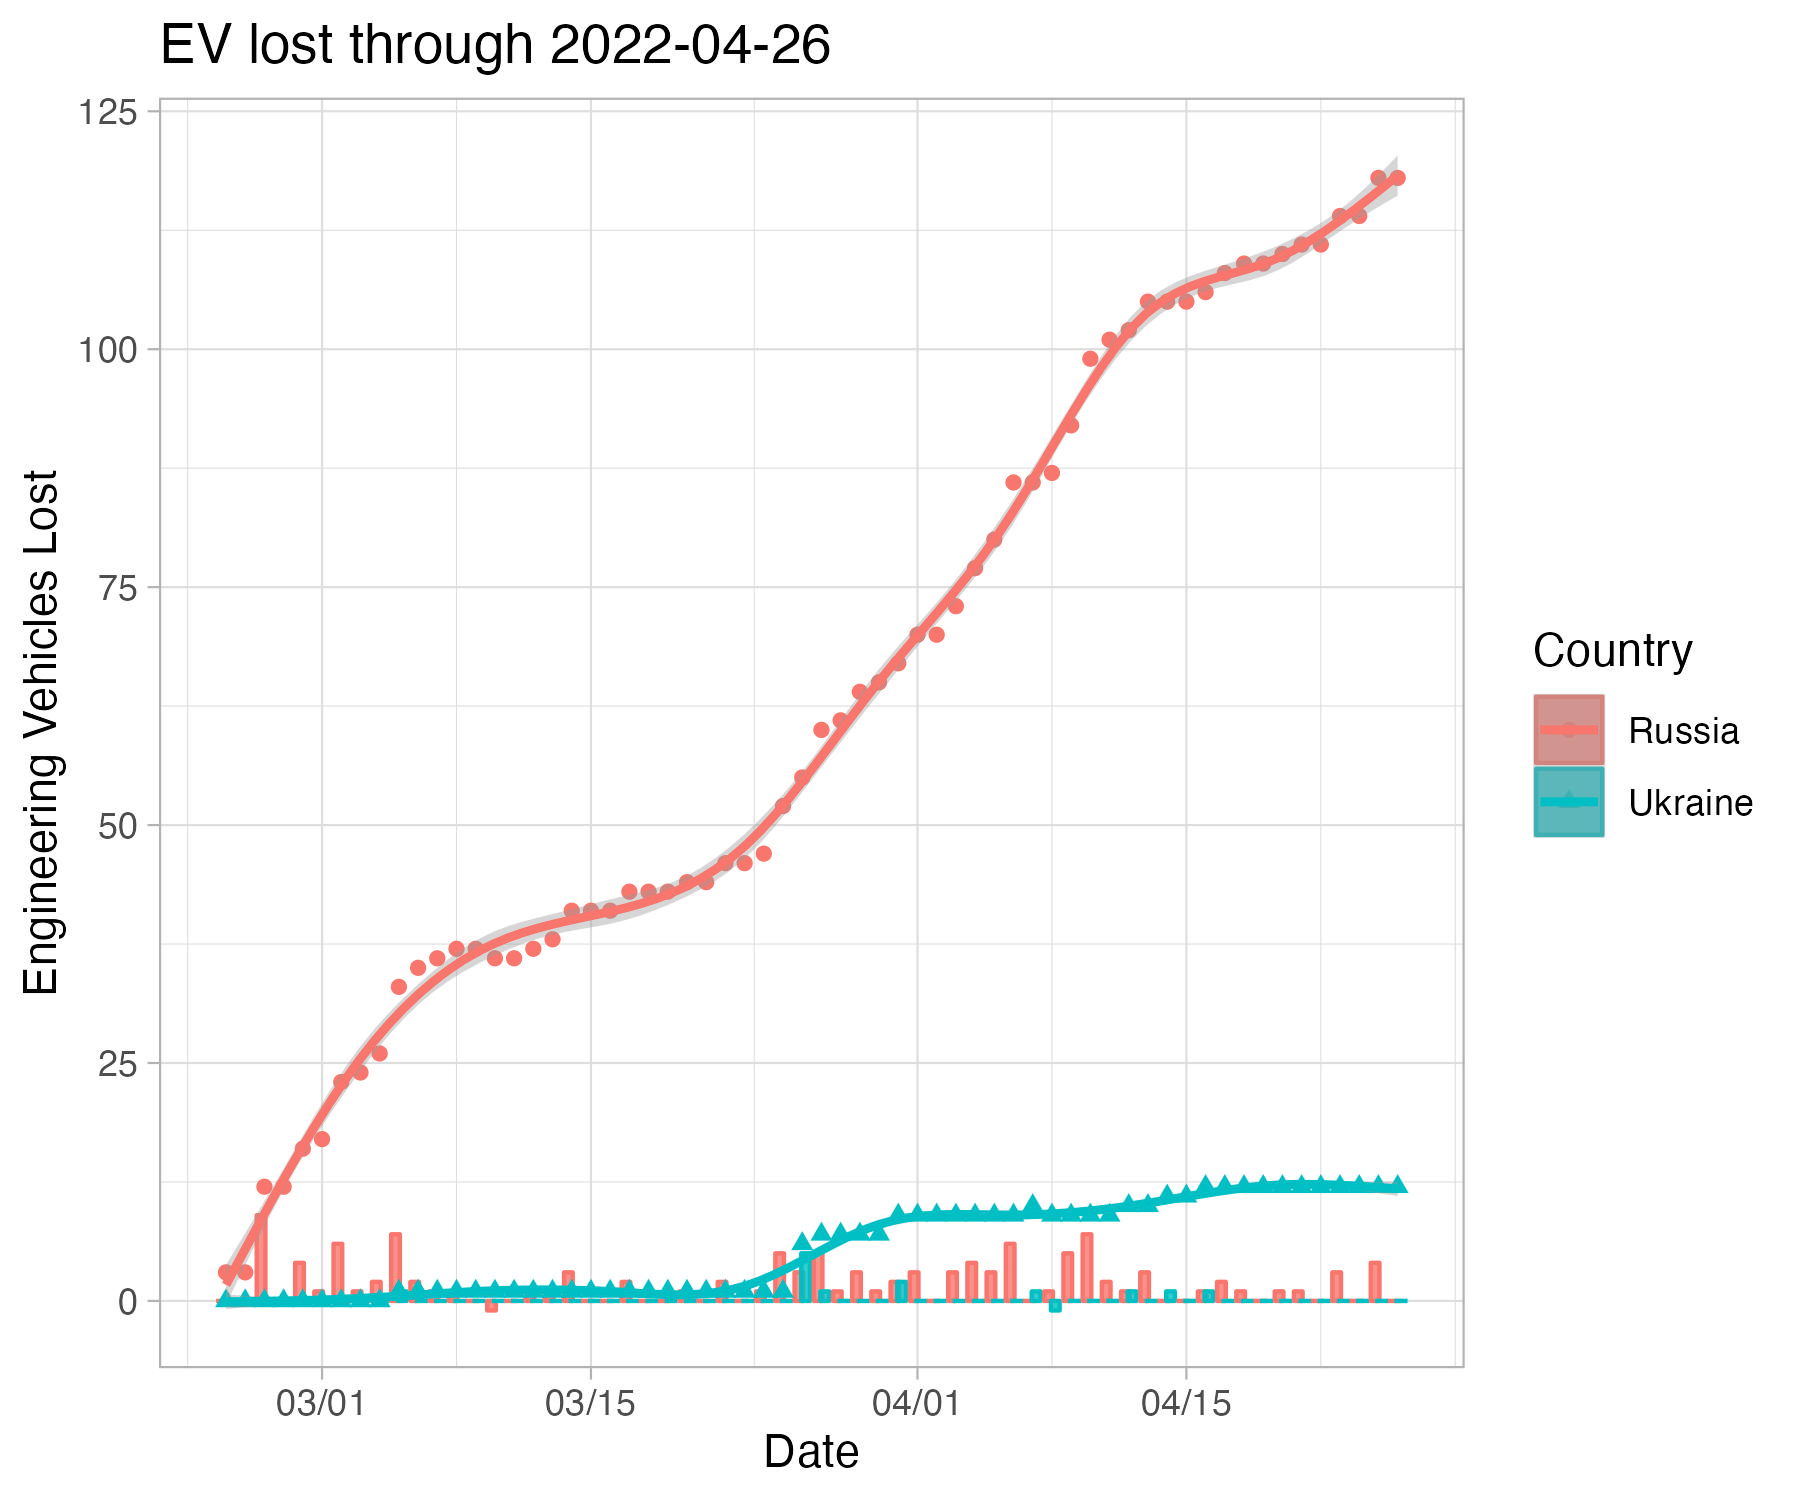 EV lost through 2022-04-26
Engineering Vehicles Lost
125
100
75
50
25
0
03/01
03/15
04/01
04/15
Date
Country
Russia
Ukraine